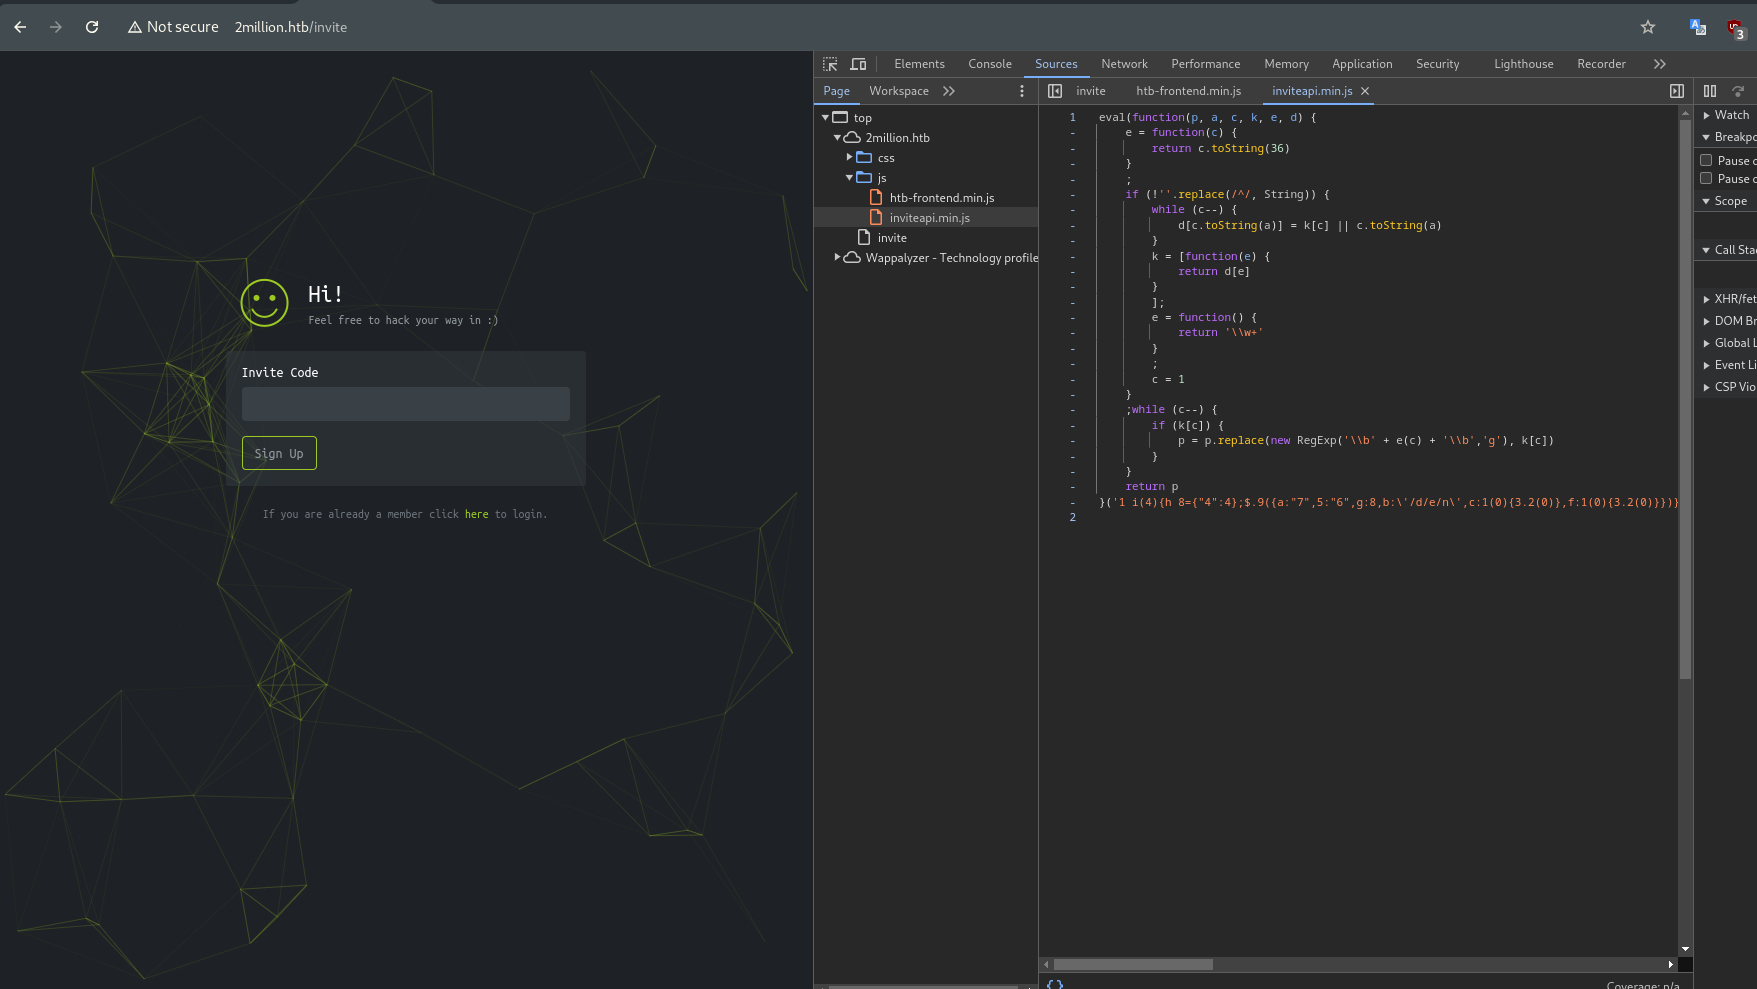 Not secure 2million.htb/invite
3
Elements Console Sources Network Performance Memory Application Security Lighthouse Recorder
Page Workspace
invite htb-frontend.min.js inviteapi.min.js
top
2million.htb
css
js
htb-frontend.min.js
inviteapi.min.js
invite
Wappalyzer - Technology profile
1 eval(function(p, a, c, k, e, d) {
- e = function(c) {
- return c.toString(36)
- }
- ;
- if (!''.replace(/^/, String)) {
- while (c--) {
- d[c.toString(a)] = k[c] || c.toString(a)
- }
- k = [function(e) {
- return d[e]
- }
- ];
- e = function() {
- return '\\w+'
- }
- ;
- c = 1
- }
- ;while (c--) {
- if (k[c]) {
- p = p.replace(new RegExp('\\b' + e(c) + '\\b','g'), k[c])
- }
- }
- return p
- }('1 i(4){h 8={"4":4};$.9({a:"7",5:"6",g:8,b:\'/d/e/n\',c:1(0){3.2(0)},f:1(0){3.2(0)}})}
2
Watch
Breakpo
Pause o
Pause o
Scope
Call Sta
XHR/fet
DOM Br
Global L
Event Li
CSP Vio
{}
Coverage: n/a
Hi!
Feel free to hack your way in :)
Invite Code
Sign Up
If you are already a member click here to login.